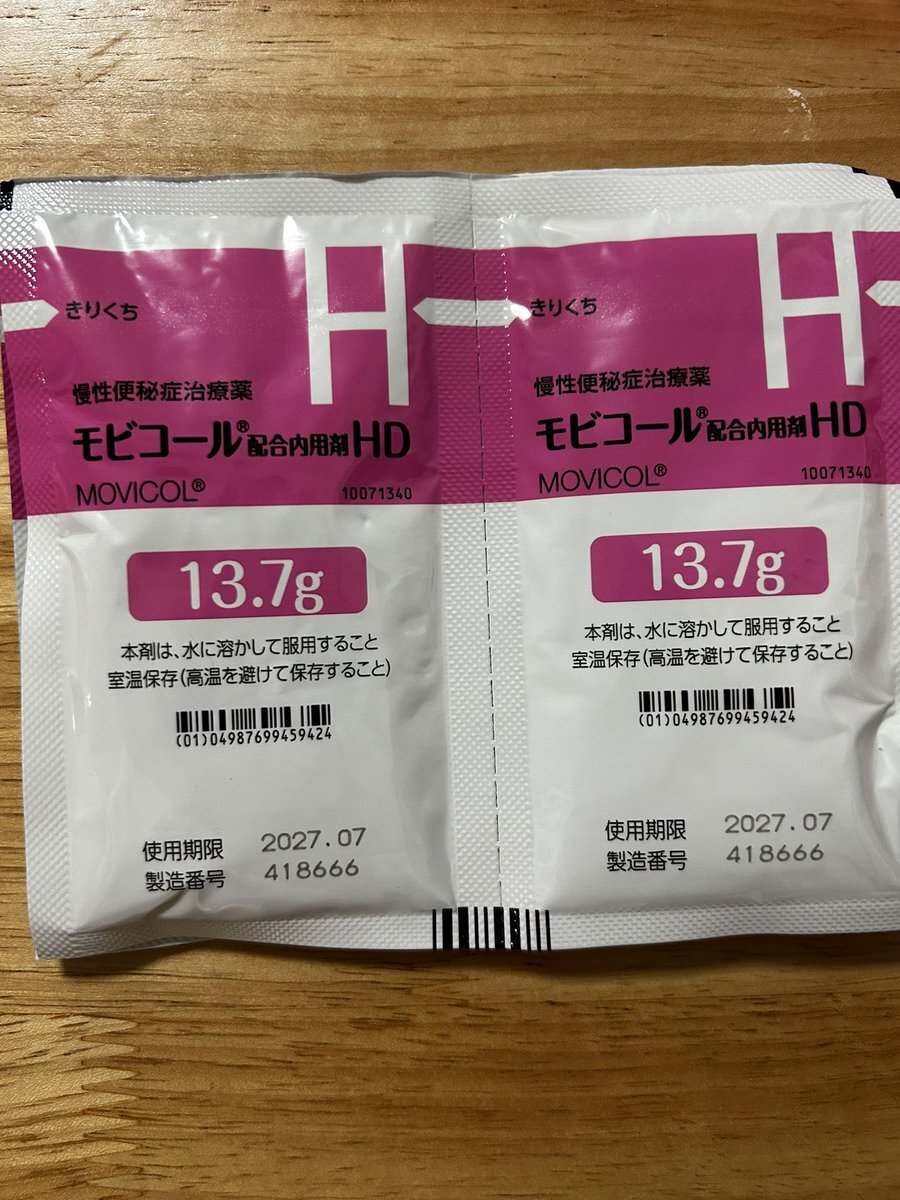 きりくち
H
慢性便秘症治療薬
モビコール®配合内用剤HD
MOVICOL® 10071340
13.7g
本剤は、水に溶かして服用すること
室温保存(高温を避けて保存すること)
(01)04987699459424
使用期限 2027.07
製造番号 418666
きりくち
H
慢性便秘症治療薬
モビコール®配合内用剤HD
MOVICOL® 10071340
13.7g
本剤は、水に溶かして服用すること
室温保存(高温を避けて保存すること)
(01)04987699459424
使用期限 2027.07
製造番号 418666